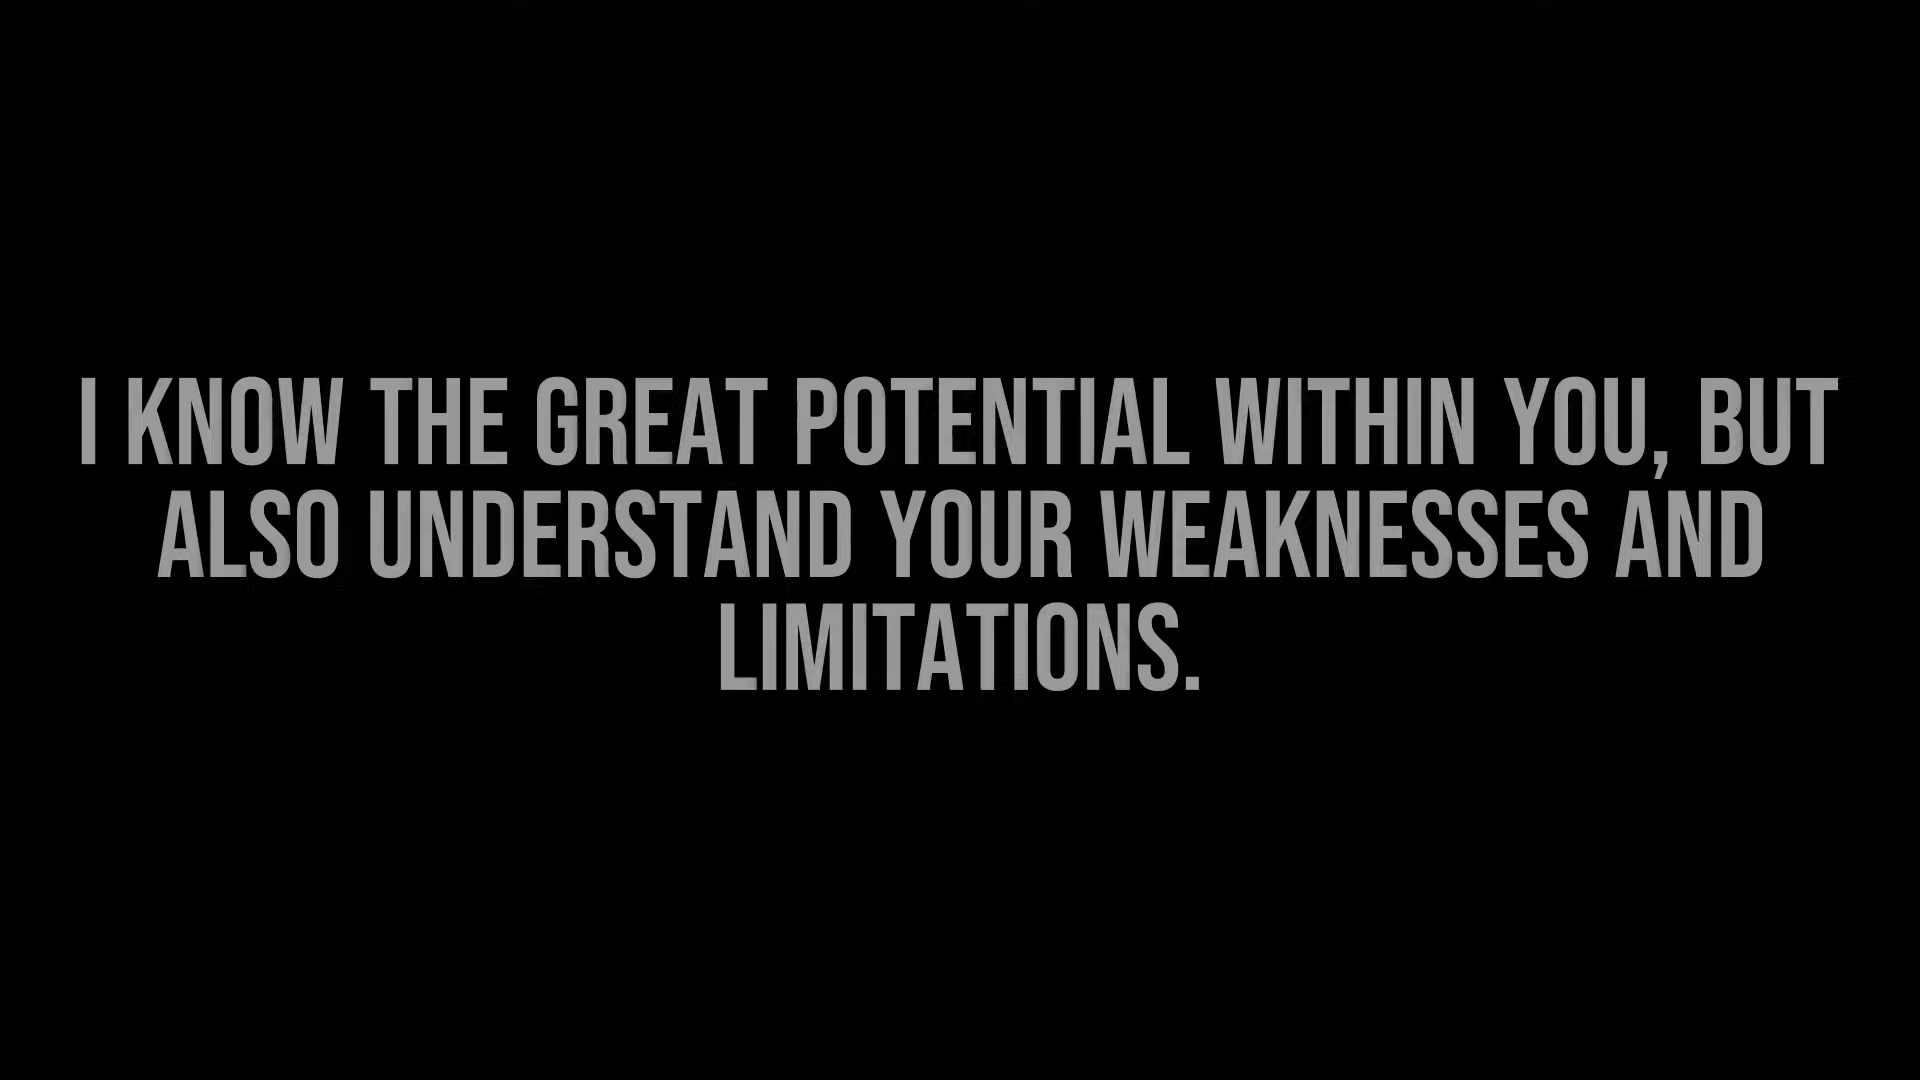 I KNOW THE GREAT POTENTIAL WITHIN YOU, BUT
ALSO UNDERSTAND YOUR WEAKNESSES AND
LIMITATIONS.